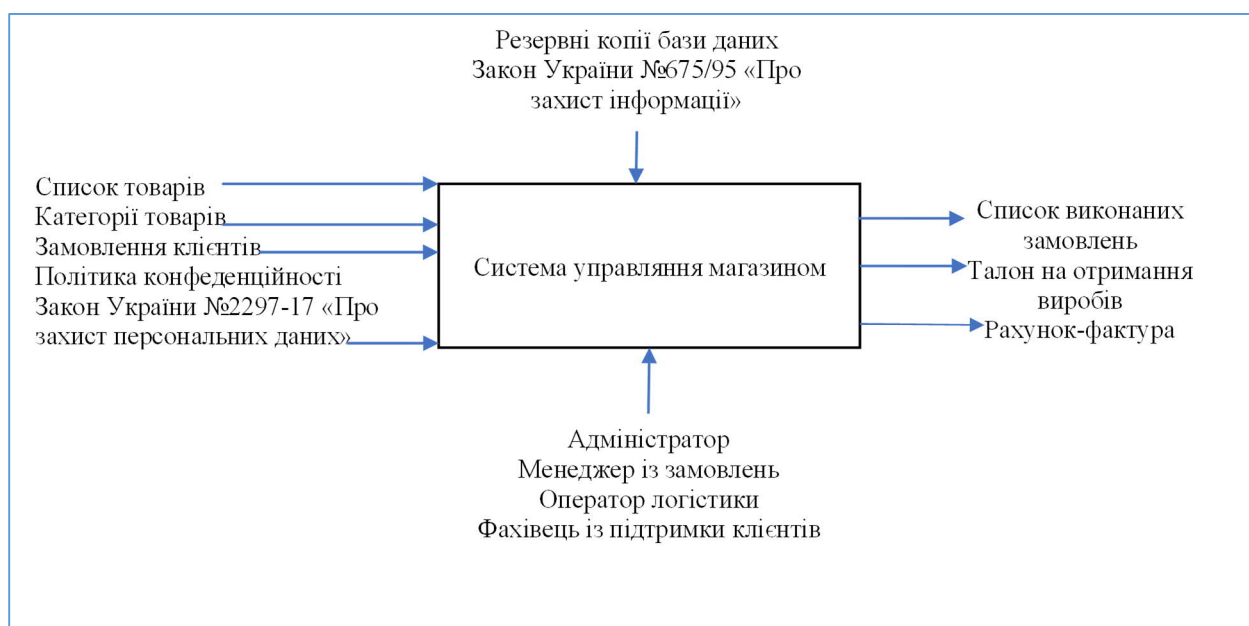 Резервні копії бази даних
Закон України №675/95 «Про
захист інформації»
Список товарів
Категорії товарів
Замовлення клієнтів
Політика конфеденційності
Закон України №2297-17 «Про
захист персональних даних»
Система управляння магазином
Список виконаних
замовлень
Талон на отримання
виробів
Рахунок-фактура
Адміністратор
Менеджер із замовлень
Оператор логістики
Фахівець із підтримки клієнтів